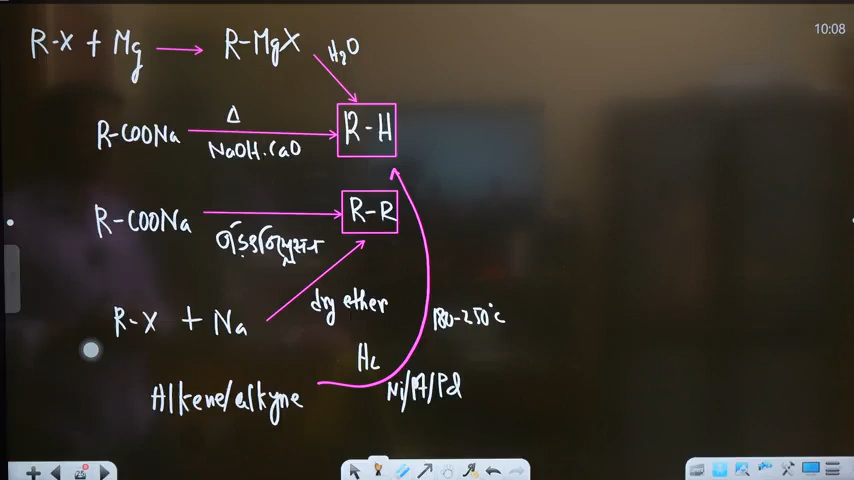 10:08
R-X + Mg → R-MgX
H₂O
R-COONa
Δ
NaOH.CaO
R-H
R-COONa
R-R
R-X + Na
dry ether
180-250°C
H₂
Ni/Pt/Pd
Alkene/alkyne
25